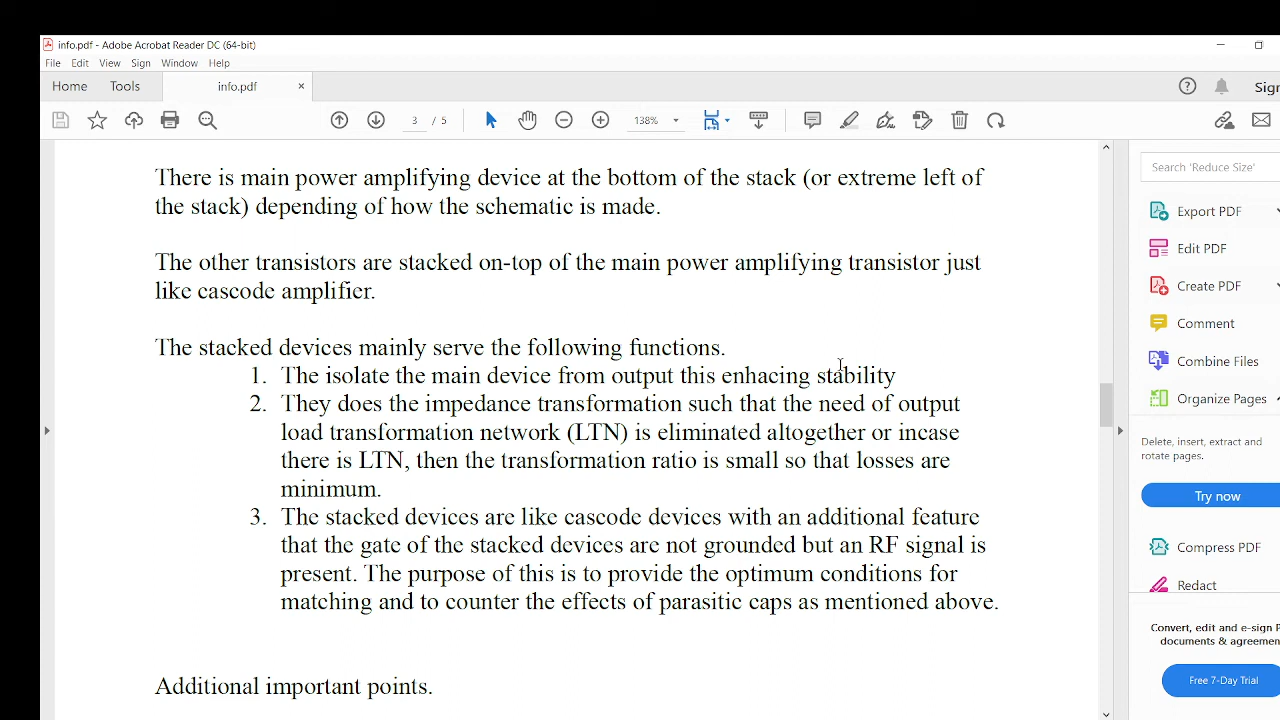 info.pdf - Adobe Acrobat Reader DC (64-bit)
File Edit View Sign Window Help
Home Tools info.pdf ×
Sign
3 / 5 138%
There is main power amplifying device at the bottom of the stack (or extreme left of
the stack) depending of how the schematic is made.
The other transistors are stacked on-top of the main power amplifying transistor just
like cascode amplifier.
The stacked devices mainly serve the following functions.
1. The isolate the main device from output this enhacing stability
2. They does the impedance transformation such that the need of output
load transformation network (LTN) is eliminated altogether or incase
there is LTN, then the transformation ratio is small so that losses are
minimum.
3. The stacked devices are like cascode devices with an additional feature
that the gate of the stacked devices are not grounded but an RF signal is
present. The purpose of this is to provide the optimum conditions for
matching and to counter the effects of parasitic caps as mentioned above.
Additional important points.
Search 'Reduce Size'
Export PDF
Edit PDF
Create PDF
Comment
Combine Files
Organize Pages
Delete, insert, extract and
rotate pages.
Try now
Compress PDF
Redact
Convert, edit and e-sign P
documents & agreemen
Free 7-Day Trial